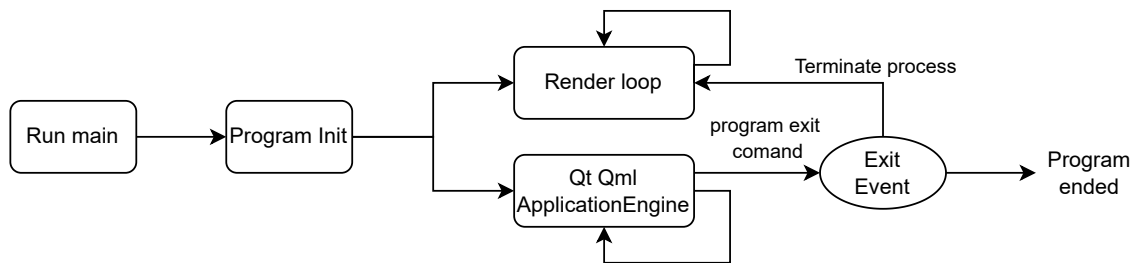 Run main
Program Init
Render loop
Terminate process
program exit
comand
Qt Qml
ApplicationEngine
Exit
Event
Program
ended